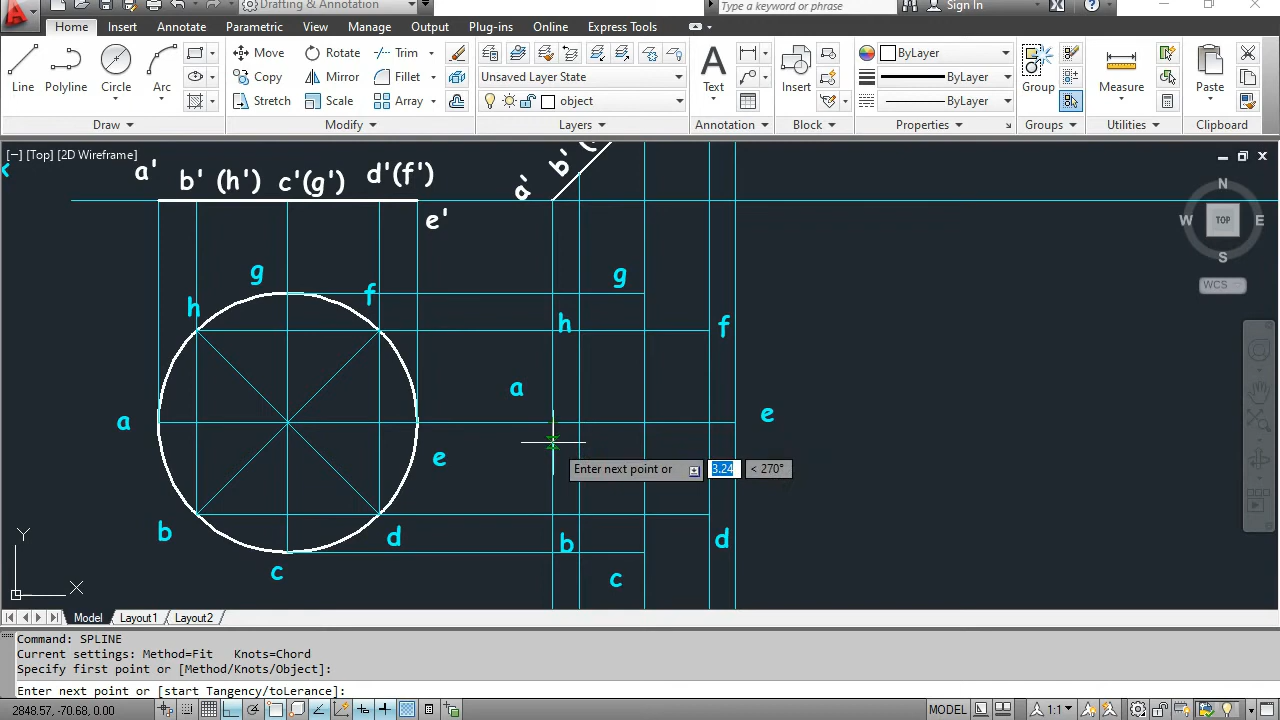 Drafting & Annotation
Type a keyword or phrase
Sign In
Home Insert Annotate Parametric View Manage Output Plug-ins Online Express Tools
Line Polyline Circle Arc
Move Rotate Trim
Copy Mirror Fillet
Stretch Scale Array
Unsaved Layer State
object
Text
Insert
ByLayer
ByLayer
ByLayer
Group
Measure
Paste
Draw Modify Layers Annotation Block Properties Groups Utilities Clipboard
[−] [Top] [2D Wireframe]
x
a' b' (h') c'(g') d'(f')
e'
a' b'
N
W TOP E
S
WCS
g
h f
a
b d
c
e
g
h f
a e
b d
c
Enter next point or 3.24 < 270°
Y
X
Model Layout1 Layout2
Command: SPLINE
Current settings: Method=Fit Knots=Chord
Specify first point or [Method/Knots/Object]:
Enter next point or [start Tangency/toLerance]:
2848.57, -70.68, 0.00
MODEL 1:1